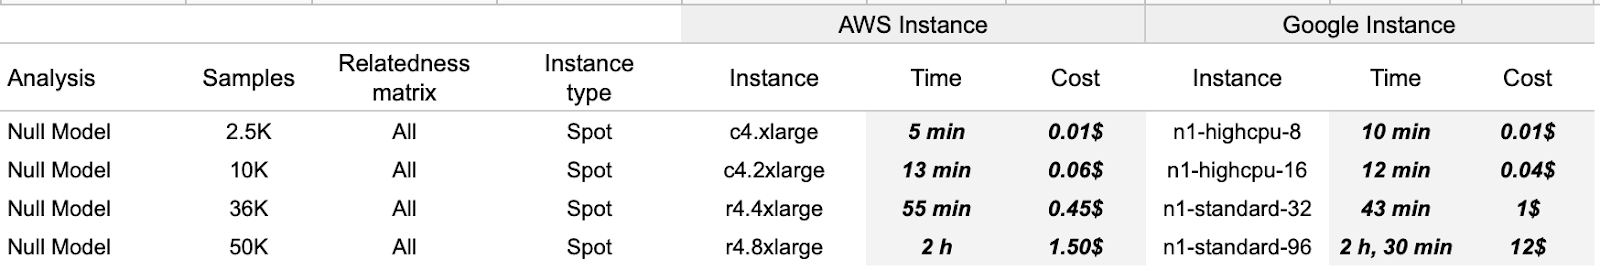 AWS Instance Google Instance
Analysis Samples Relatedness matrix Instance type Instance Time Cost Instance Time Cost
Null Model 2.5K All Spot c4.xlarge 5 min 0.01$ n1-highcpu-8 10 min 0.01$
Null Model 10K All Spot c4.2xlarge 13 min 0.06$ n1-highcpu-16 12 min 0.04$
Null Model 36K All Spot r4.4xlarge 55 min 0.45$ n1-standard-32 43 min 1$
Null Model 50K All Spot r4.8xlarge 2 h 1.50$ n1-standard-96 2 h, 30 min 12$